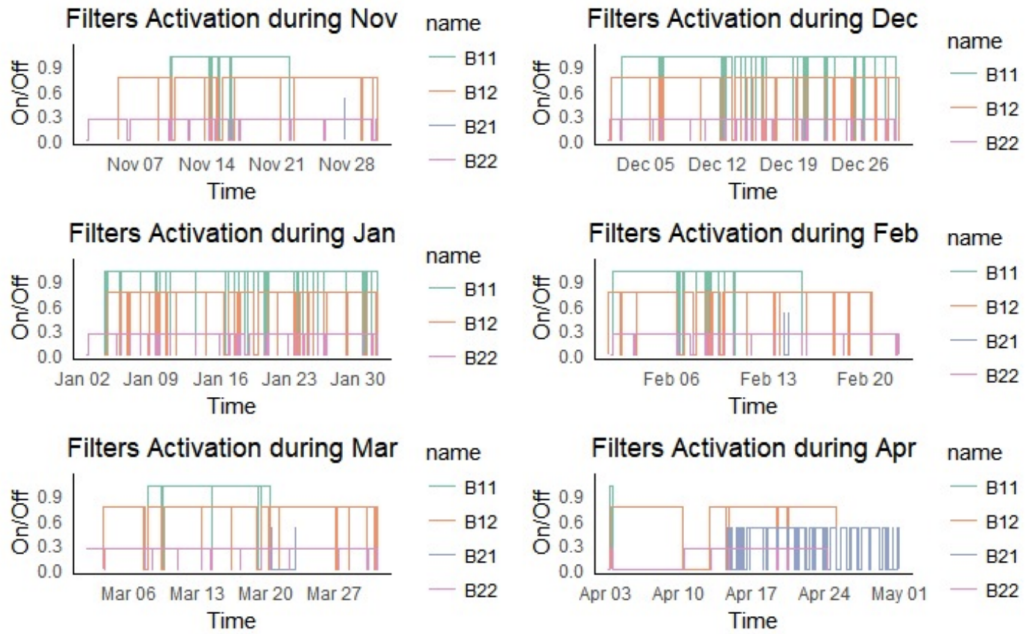 Filters Activation during Nov
On/Off
0.9
0.6
0.3
0.0
Nov 07 Nov 14 Nov 21 Nov 28
Time
name
B11
B12
B21
B22
Filters Activation during Dec
On/Off
0.9
0.6
0.3
0.0
Dec 05 Dec 12 Dec 19 Dec 26
Time
name
B11
B12
B22
Filters Activation during Jan
On/Off
0.9
0.6
0.3
0.0
Jan 02 Jan 09 Jan 16 Jan 23 Jan 30
Time
name
B11
B12
B22
Filters Activation during Feb
On/Off
0.9
0.6
0.3
0.0
Feb 06 Feb 13 Feb 20
Time
name
B11
B12
B21
B22
Filters Activation during Mar
On/Off
0.9
0.6
0.3
0.0
Mar 06 Mar 13 Mar 20 Mar 27
Time
name
B11
B12
B21
B22
Filters Activation during Apr
On/Off
0.9
0.6
0.3
0.0
Apr 03 Apr 10 Apr 17 Apr 24 May 01
Time
name
B11
B12
B21
B22